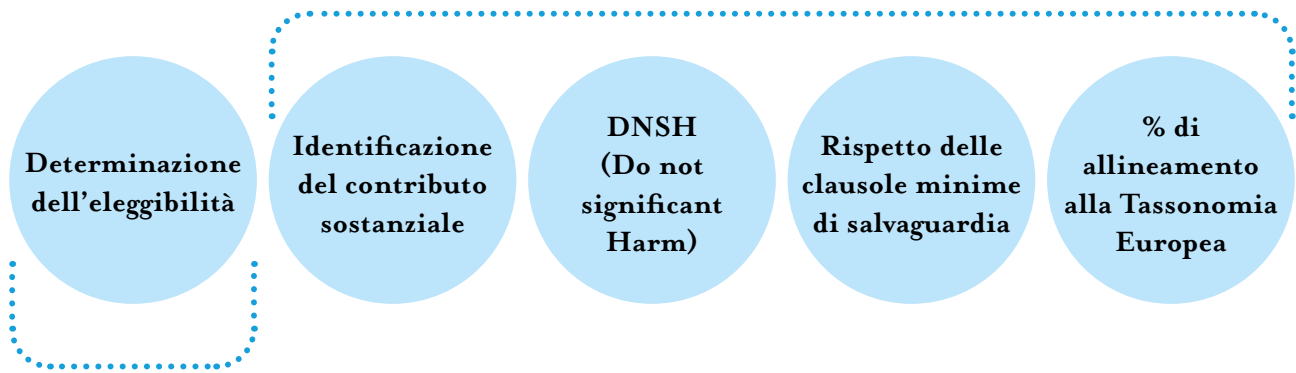 Determinazione
dell’eleggibilità
Identificazione
del contributo
sostanziale
DNSH
(Do not
significant
Harm)
Rispetto delle
clausole minime
di salvaguardia
% di
allineamento
alla Tassonomia
Europea